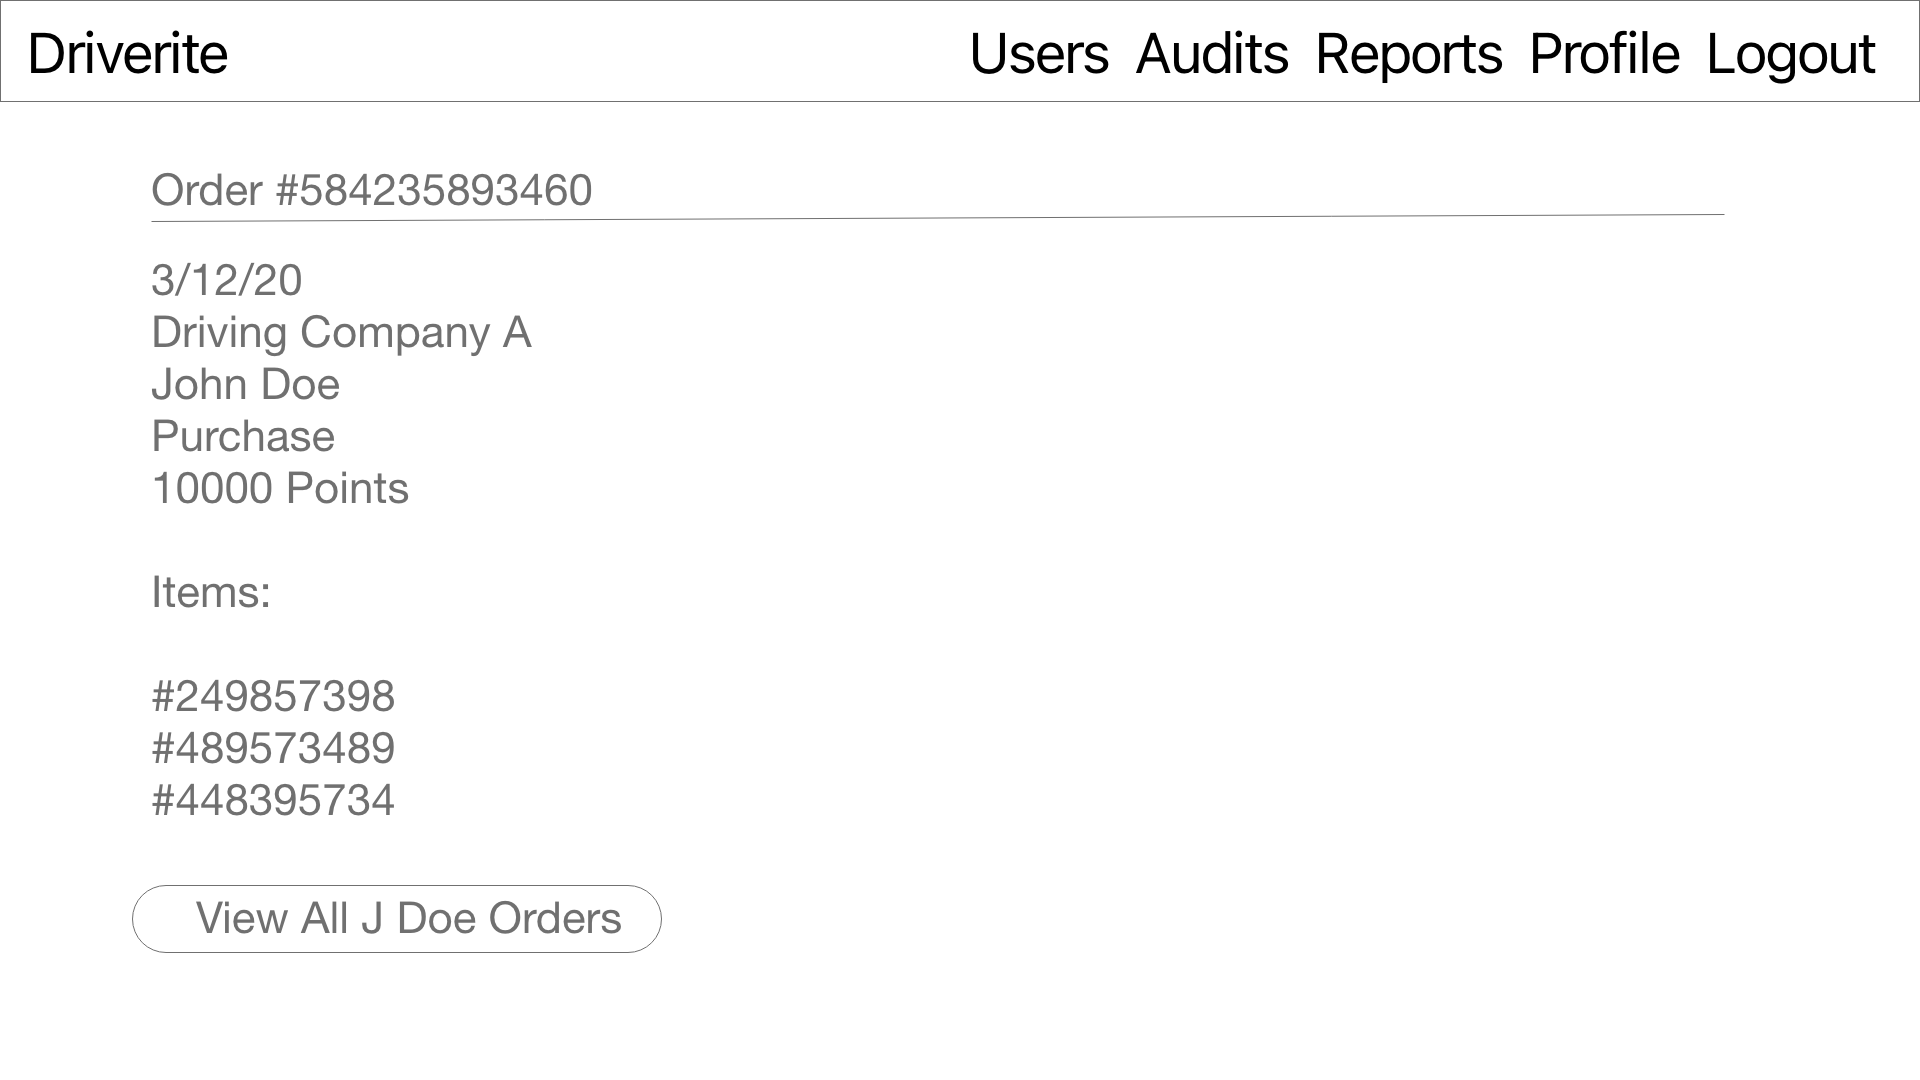 Driverite
Users Audits Reports Profile Logout
Order #584235893460
3/12/20
Driving Company A
John Doe
Purchase
10000 Points
Items:
#249857398
#489573489
#448395734
View All J Doe Orders